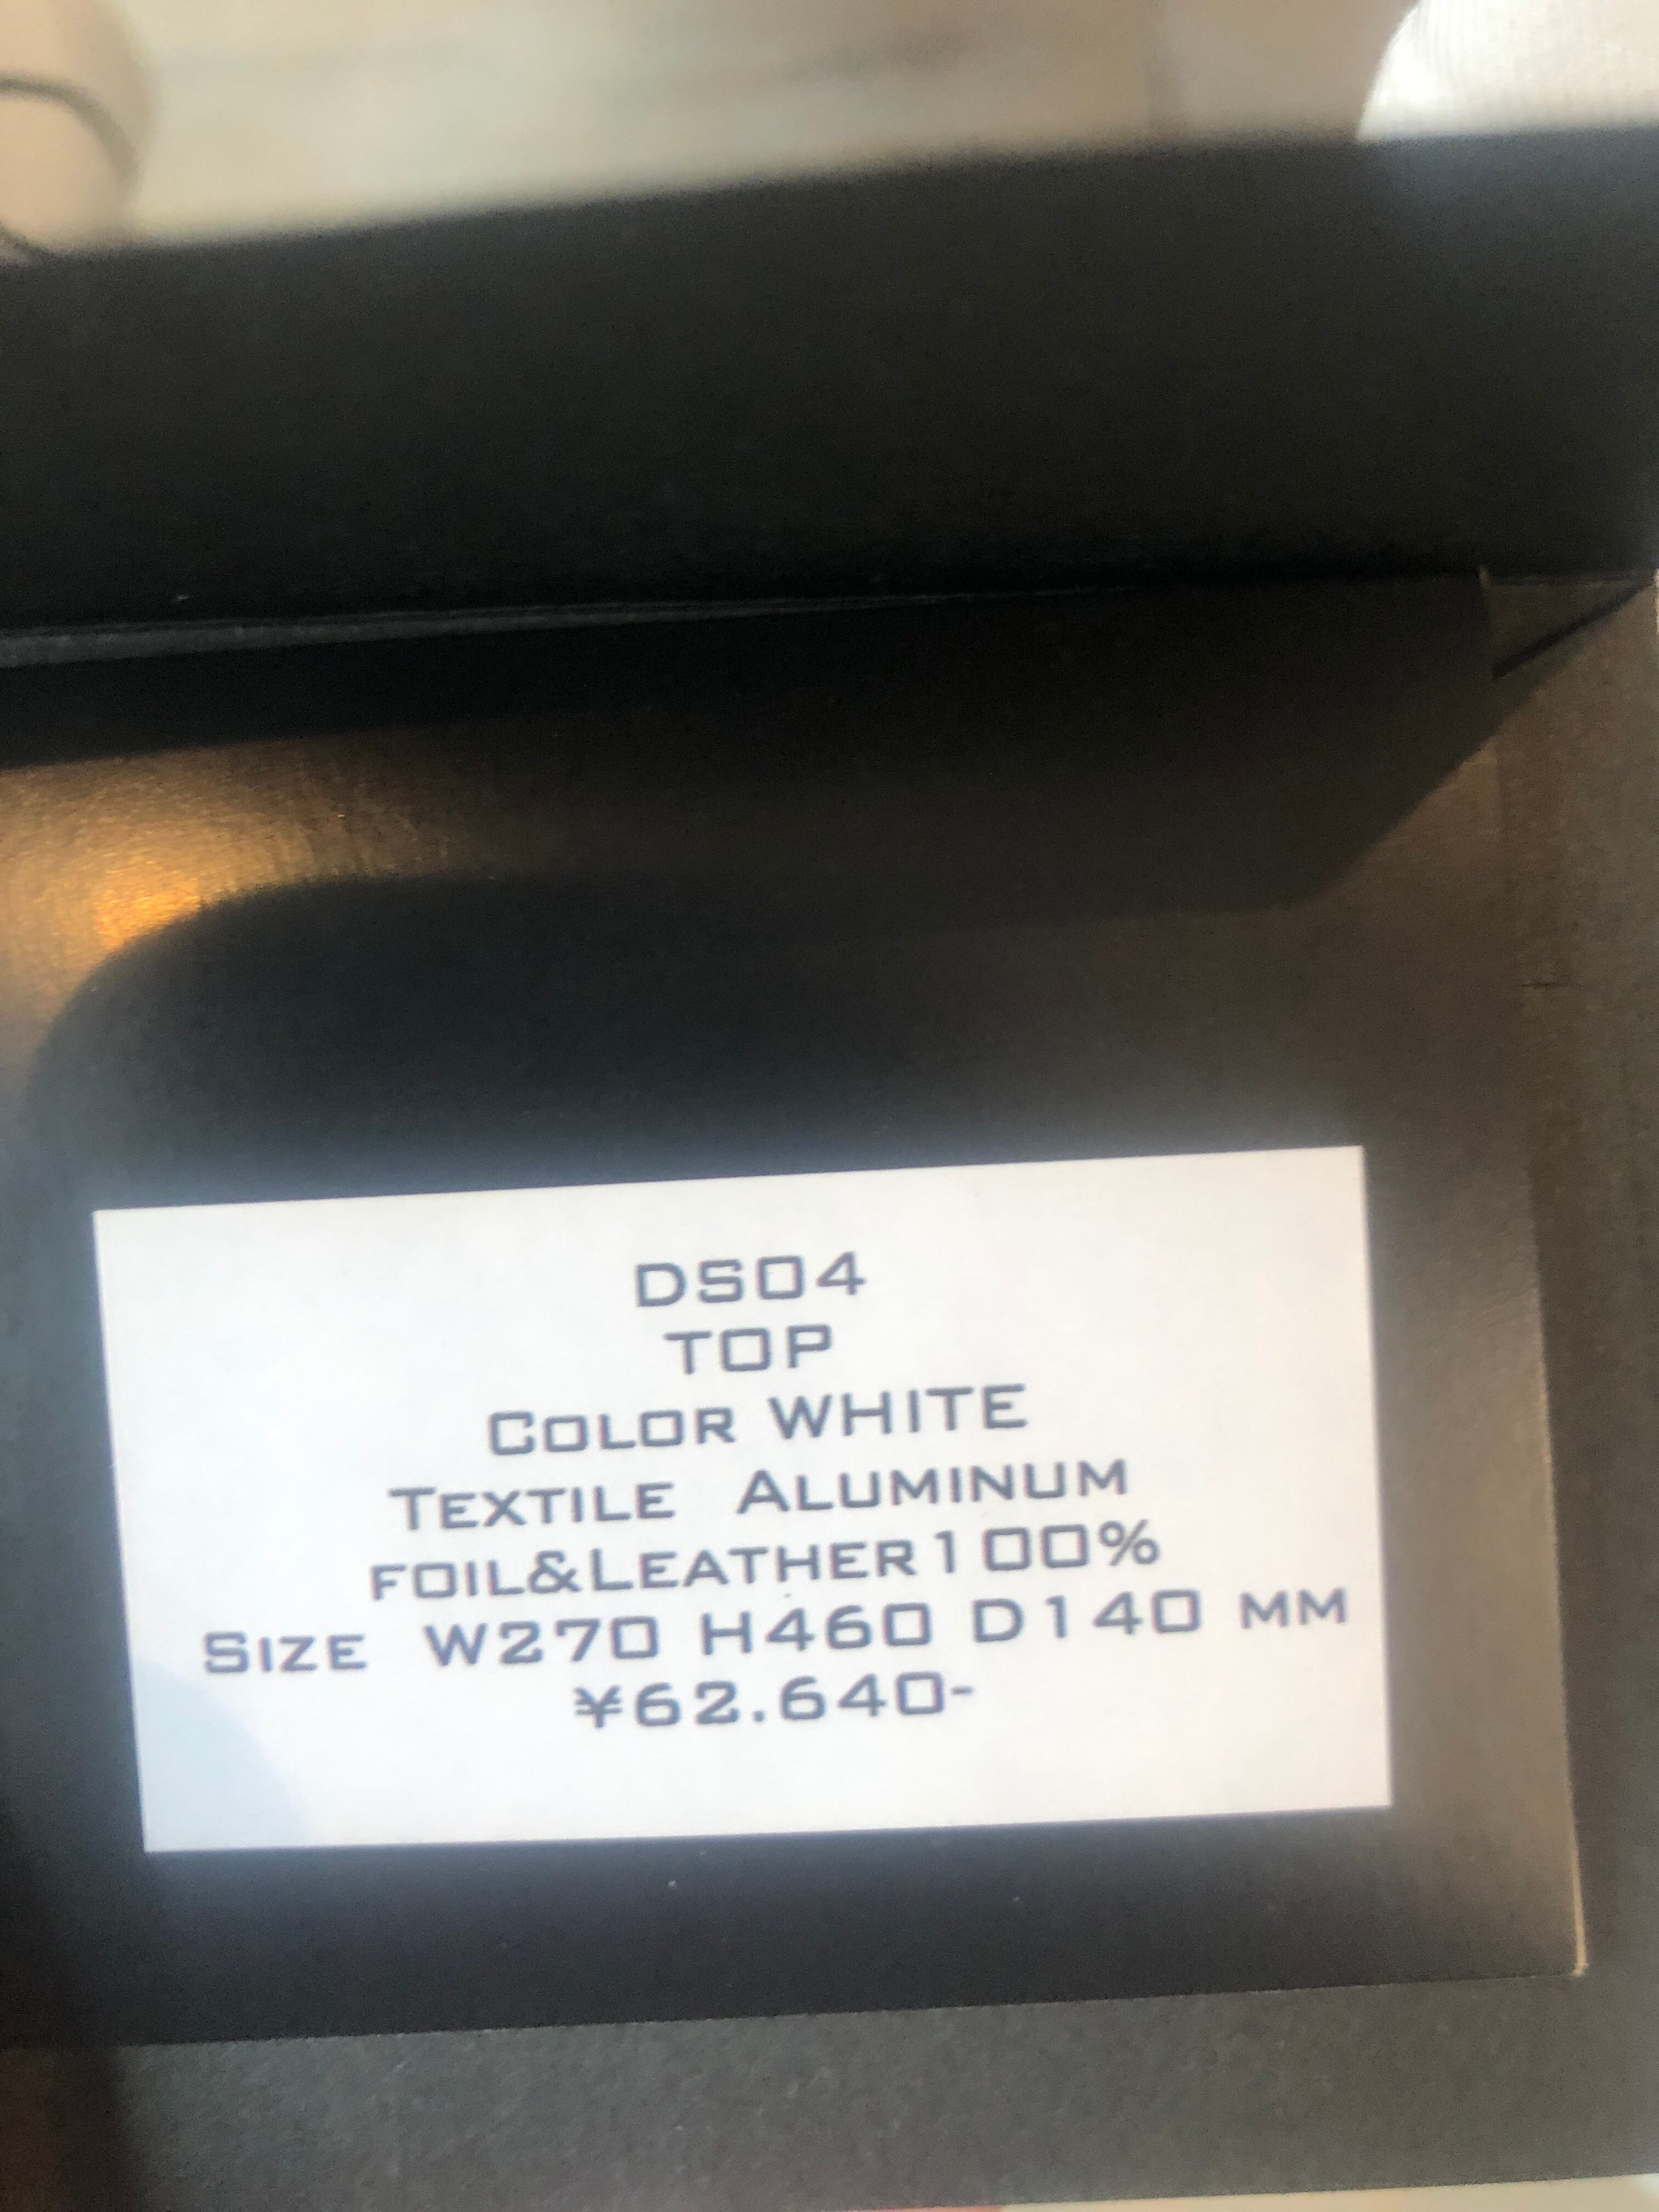 DS04
TOP
COLOR WHITE
TEXTILE ALUMINUM
FOIL&LEATHER100%
SIZE W270 H460 D140 MM
¥62.640-